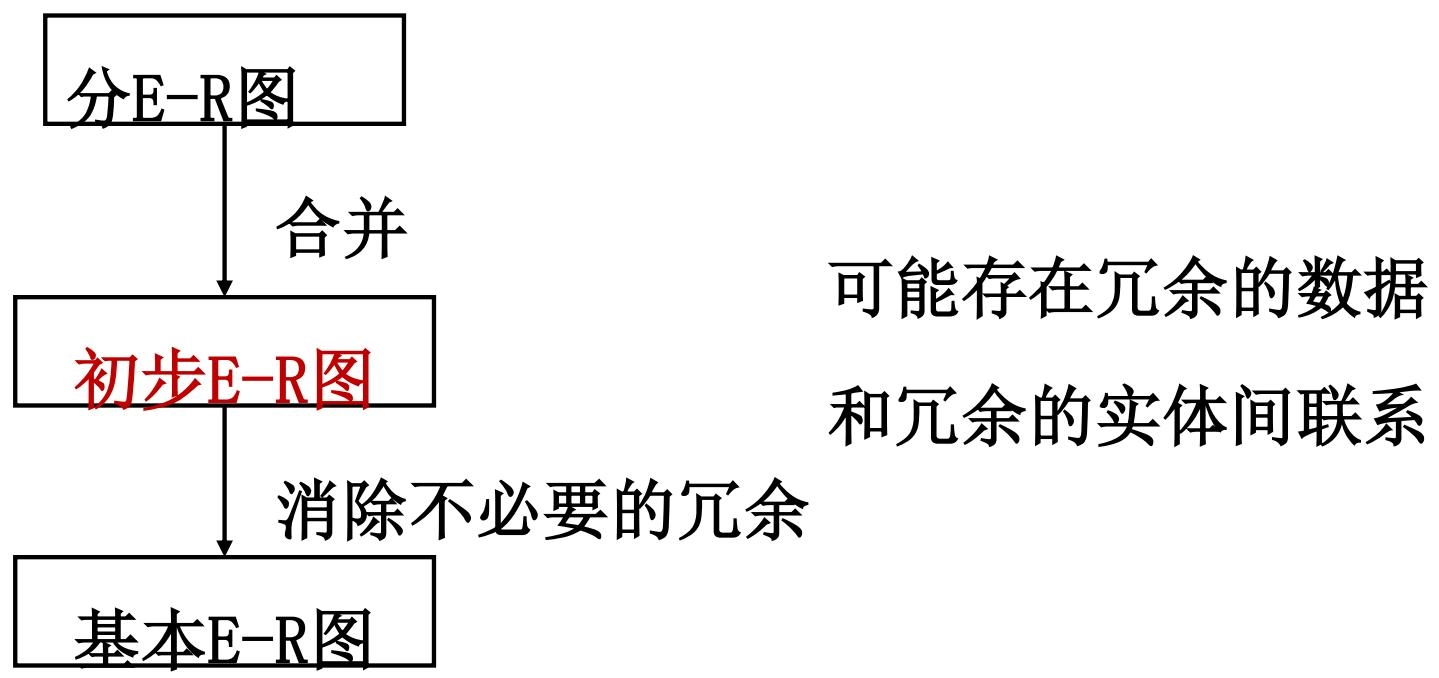 分E-R图
合并
可能存在冗余的数据
初步E-R图
和冗余的实体间联系
消除不必要的冗余
基本E-R图